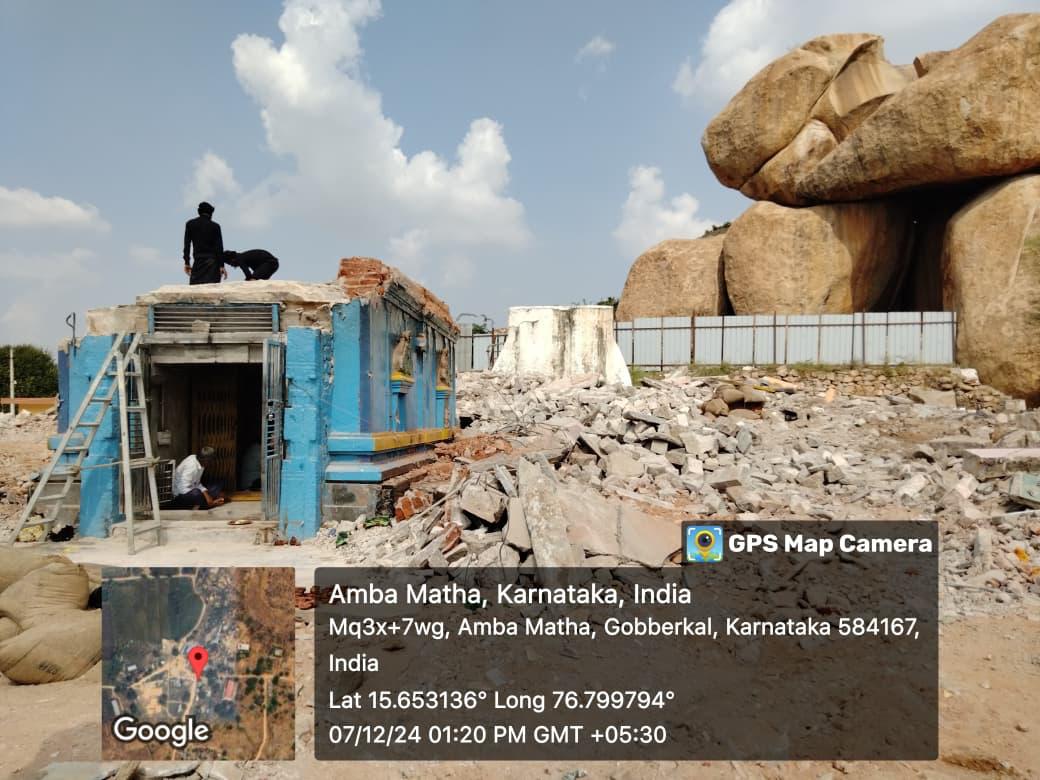 GPS Map Camera
Amba Matha, Karnataka, India
Mq3x+7wg, Amba Matha, Gobberkal, Karnataka 584167,
India
Lat 15.653136° Long 76.799794°
07/12/24 01:20 PM GMT +05:30
Google